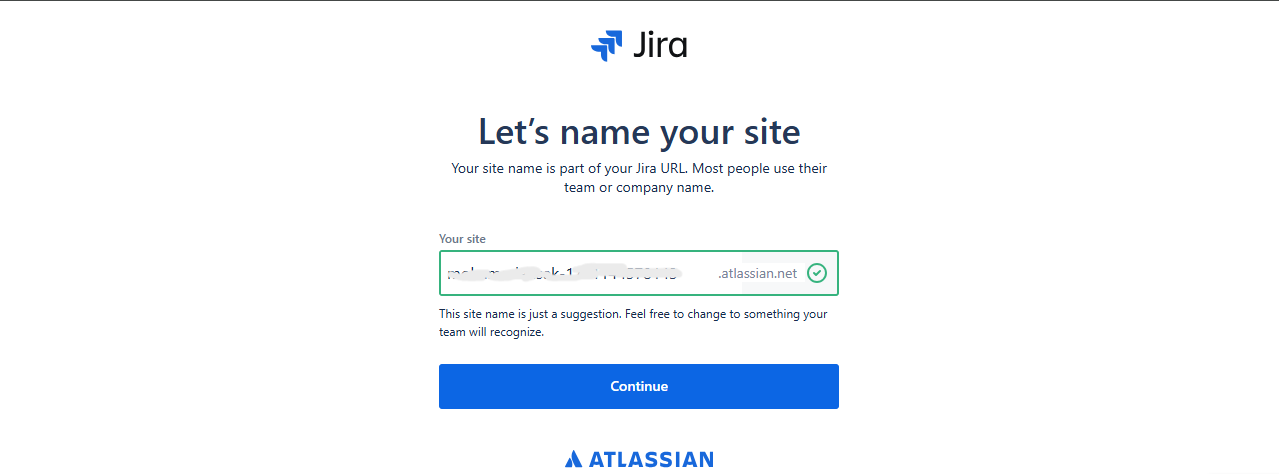 Jira
Let's name your site
Your site name is part of your Jira URL. Most people use their
team or company name.
Your site
.atlassian.net
This site name is just a suggestion. Feel free to change to something your
team will recognize.
Continue
ATLASSIAN